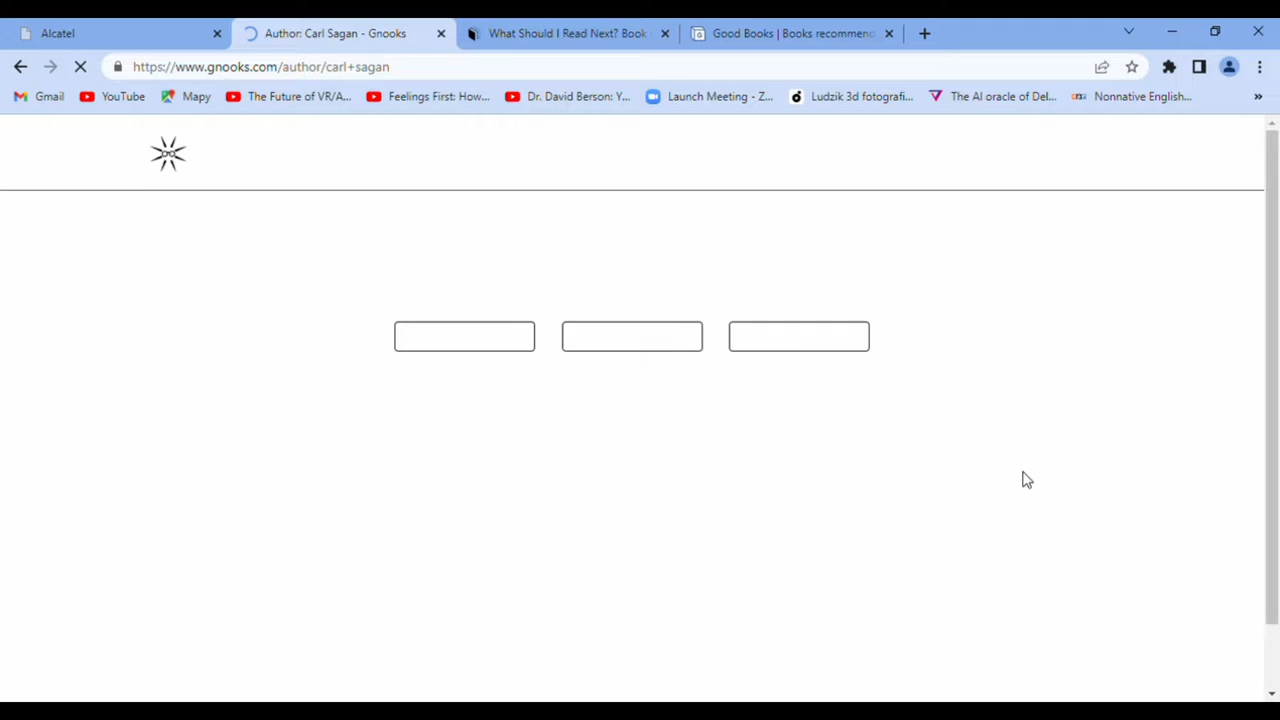 Alcatel
Author: Carl Sagan - Gnooks
What Should I Read Next? Book
Good Books | Books recommend
https://www.gnooks.com/author/carl+sagan
Gmail
YouTube
Mapy
The Future of VR/A...
Feelings First: How...
Dr. David Berson: Y...
Launch Meeting - Z...
Ludzik 3d fotografi...
The AI oracle of Del...
Nonnative English...